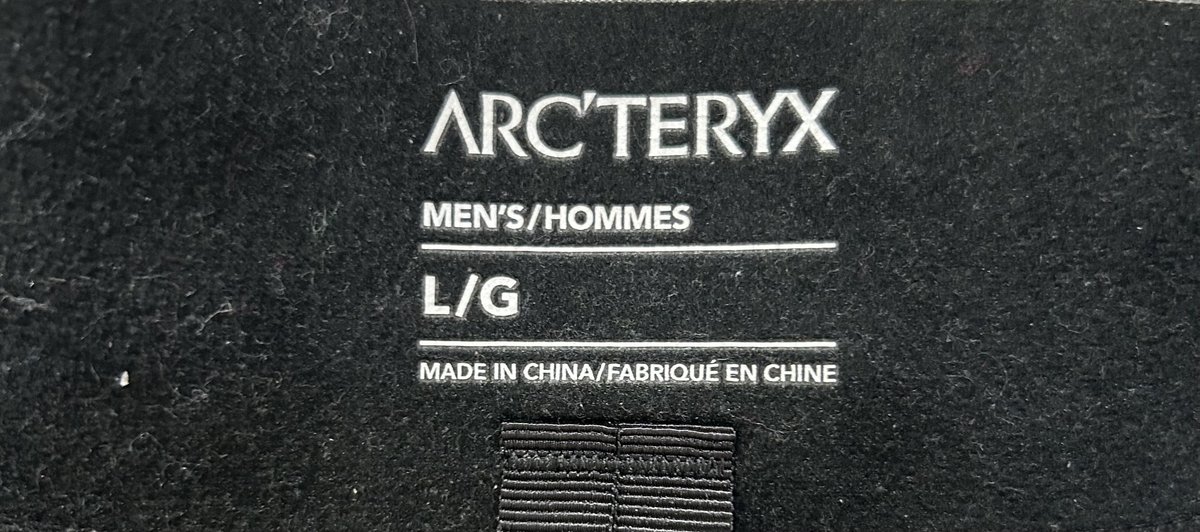 ARC'TERYX
MEN'S/HOMMES
L/G
MADE IN CHINA/FABRIQUÉ EN CHINE